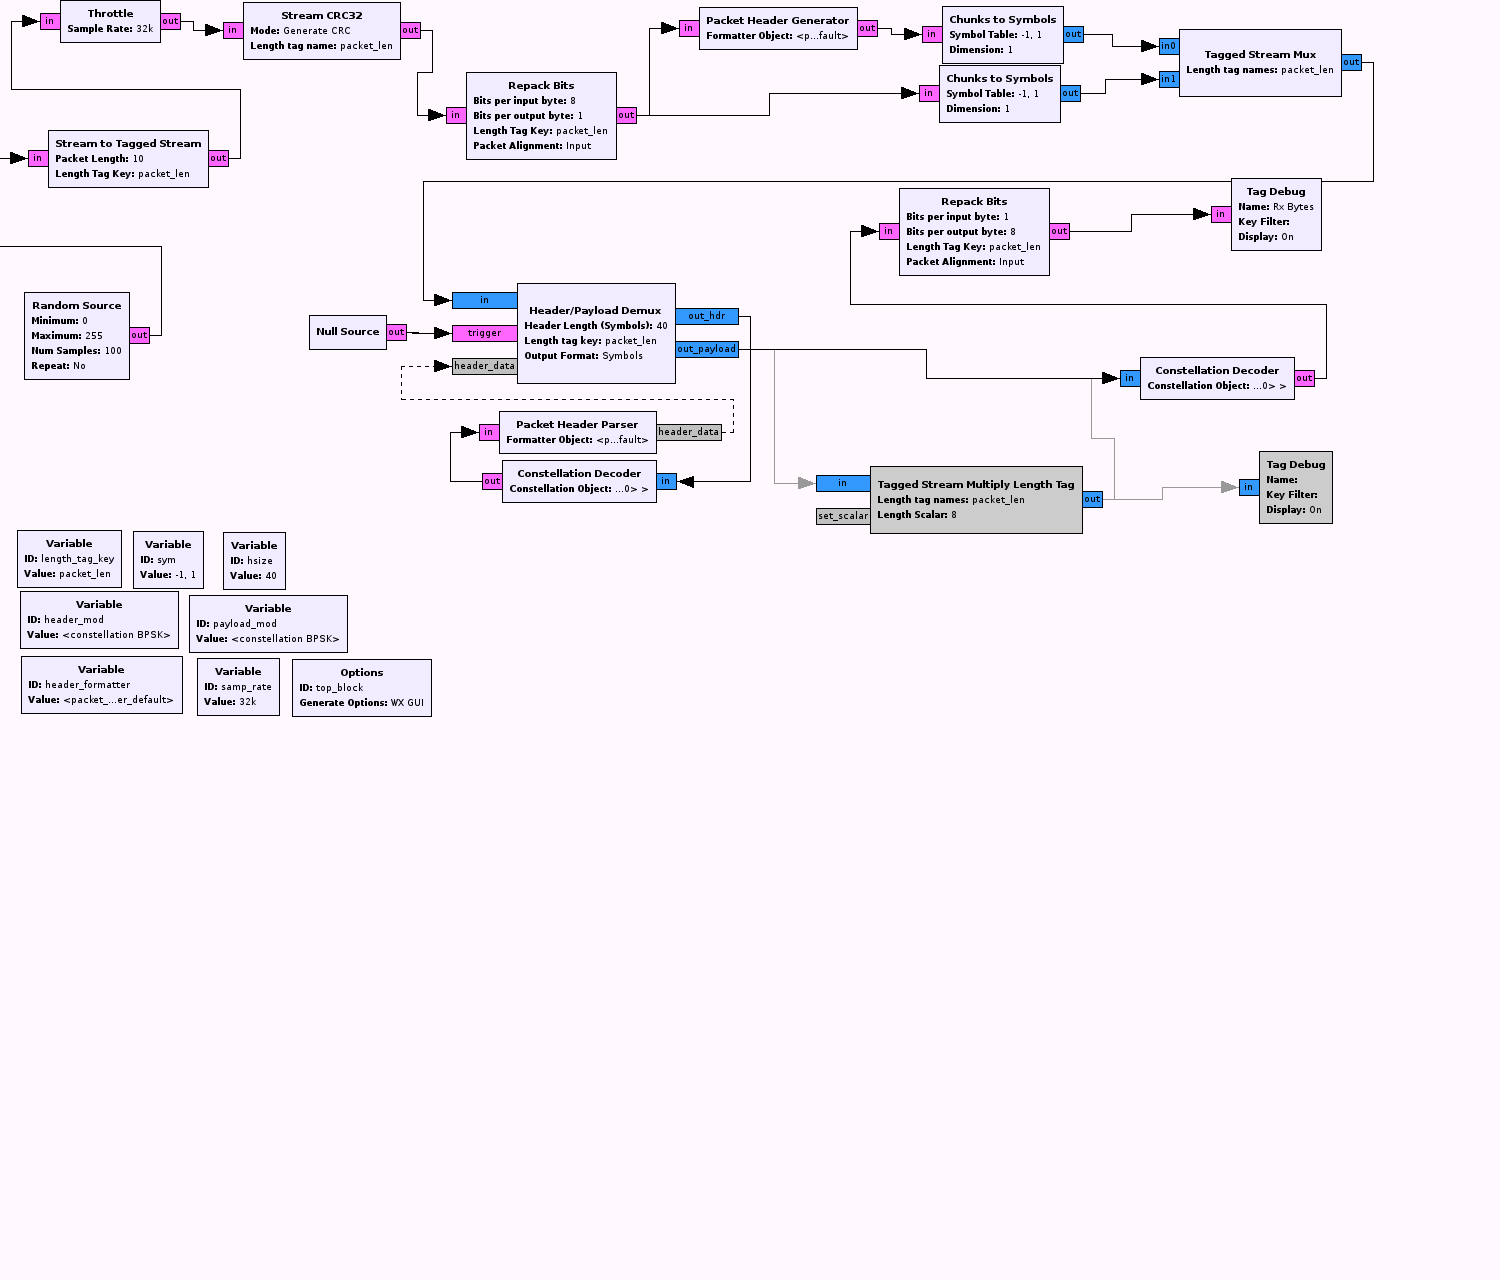 Throttle
Sample Rate: 32k
in
out
Stream CRC32
Mode: Generate CRC
Length tag name: packet_len
in
out
Packet Header Generator
Formatter Object: <p...fault>
in
out
Chunks to Symbols
Symbol Table: -1, 1
Dimension: 1
in
out
Chunks to Symbols
Symbol Table: -1, 1
Dimension: 1
in
out
Tagged Stream Mux
Length tag names: packet_len
in0
in1
out
Repack Bits
Bits per input byte: 8
Bits per output byte: 1
Length Tag Key: packet_len
Packet Alignment: Input
in
out
Stream to Tagged Stream
Packet Length: 10
Length Tag Key: packet_len
in
out
Repack Bits
Bits per input byte: 1
Bits per output byte: 8
Length Tag Key: packet_len
Packet Alignment: Input
in
out
Tag Debug
Name: Rx Bytes
Key Filter:
Display: On
in
Random Source
Minimum: 0
Maximum: 255
Num Samples: 100
Repeat: No
out
Null Source
out
Header/Payload Demux
Header Length (Symbols): 40
Length tag key: packet_len
Output Format: Symbols
in
trigger
header_data
out_hdr
out_payload
Constellation Decoder
Constellation Object: ...0> >
in
out
Packet Header Parser
Formatter Object: <p...fault>
in
header_data
Constellation Decoder
Constellation Object: ...0> >
out
in
Tagged Stream Multiply Length Tag
Length tag names: packet_len
Length Scalar: 8
in
set_scalar
out
Tag Debug
Name:
Key Filter:
Display: On
in
Variable
ID: length_tag_key
Value: packet_len
Variable
ID: sym
Value: -1, 1
Variable
ID: hsize
Value: 40
Variable
ID: header_mod
Value: <constellation BPSK>
Variable
ID: payload_mod
Value: <constellation BPSK>
Variable
ID: header_formatter
Value: <packet_...er_default>
Variable
ID: samp_rate
Value: 32k
Options
ID: top_block
Generate Options: WX GUI